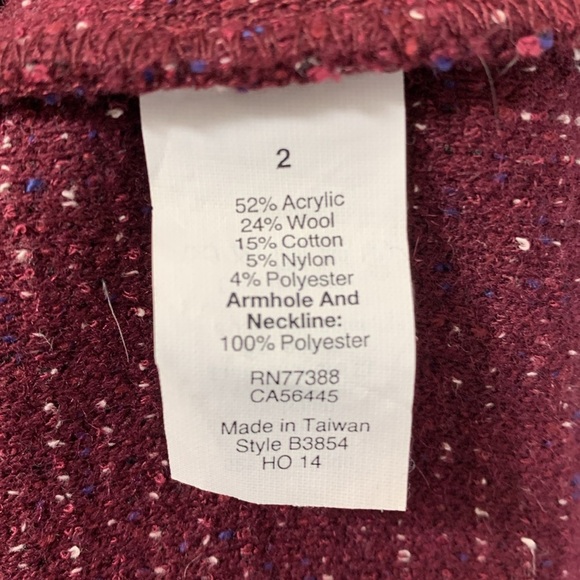 2
52% Acrylic
24% Wool
15% Cotton
5% Nylon
4% Polyester
Armhole And
Neckline:
100% Polyester
RN77388
CA56445
Made in Taiwan
Style B3854
HO 14